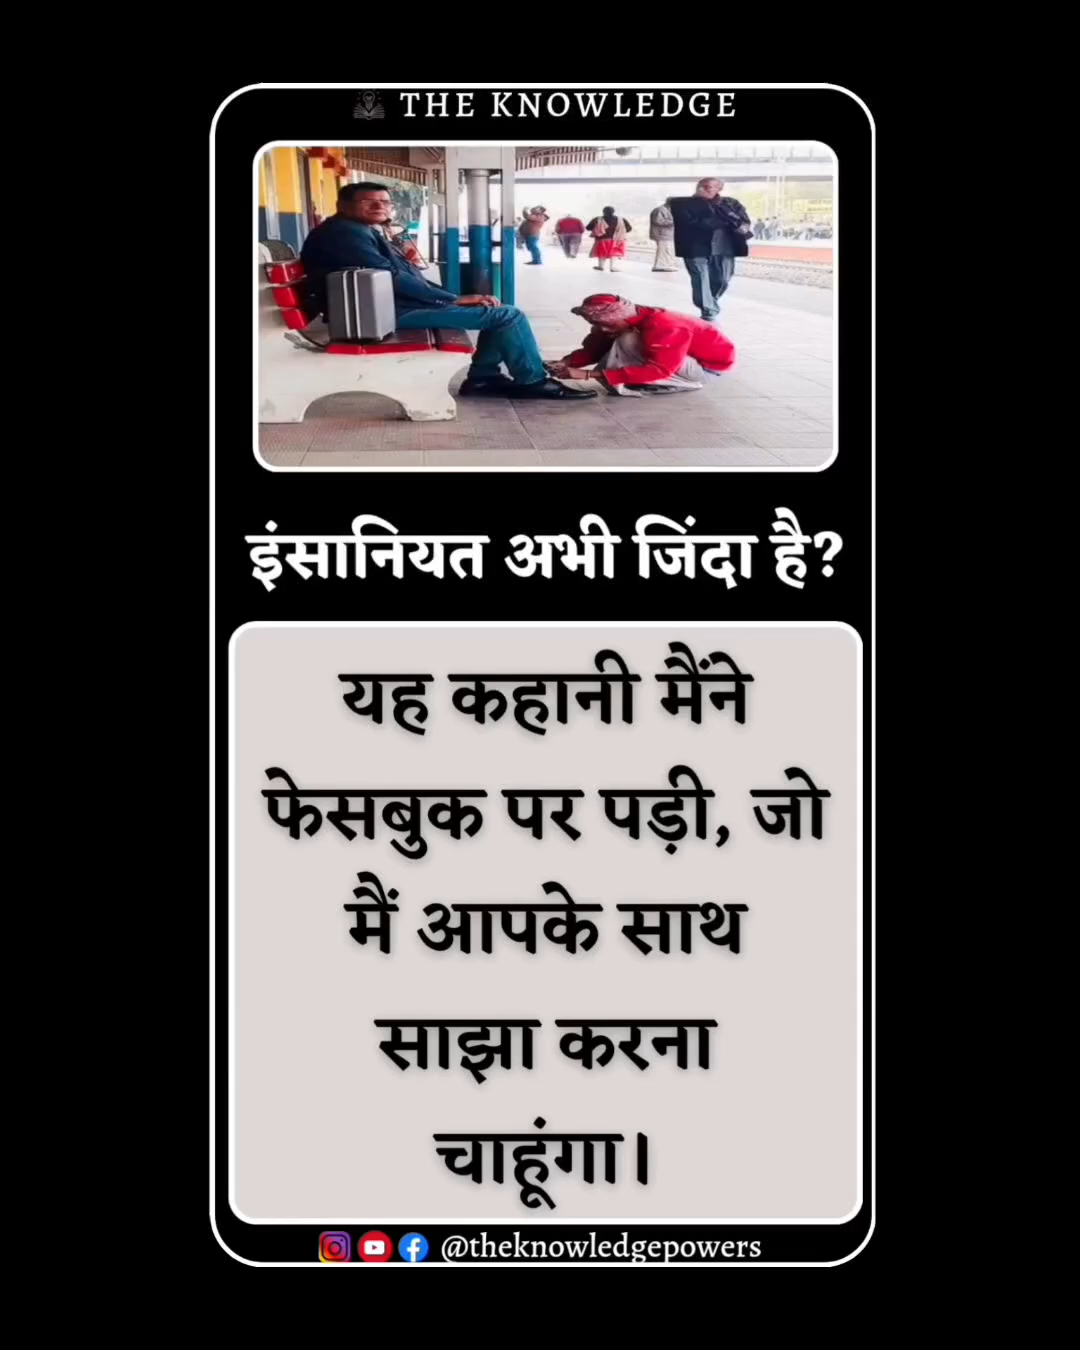 THE KNOWLEDGE
इंसानियत अभी जिंदा है?
यह कहानी मैंने
फेसबुक पर पड़ी, जो
मैं आपके साथ
साझा करना
चाहूंगा।
@theknowledgepowers